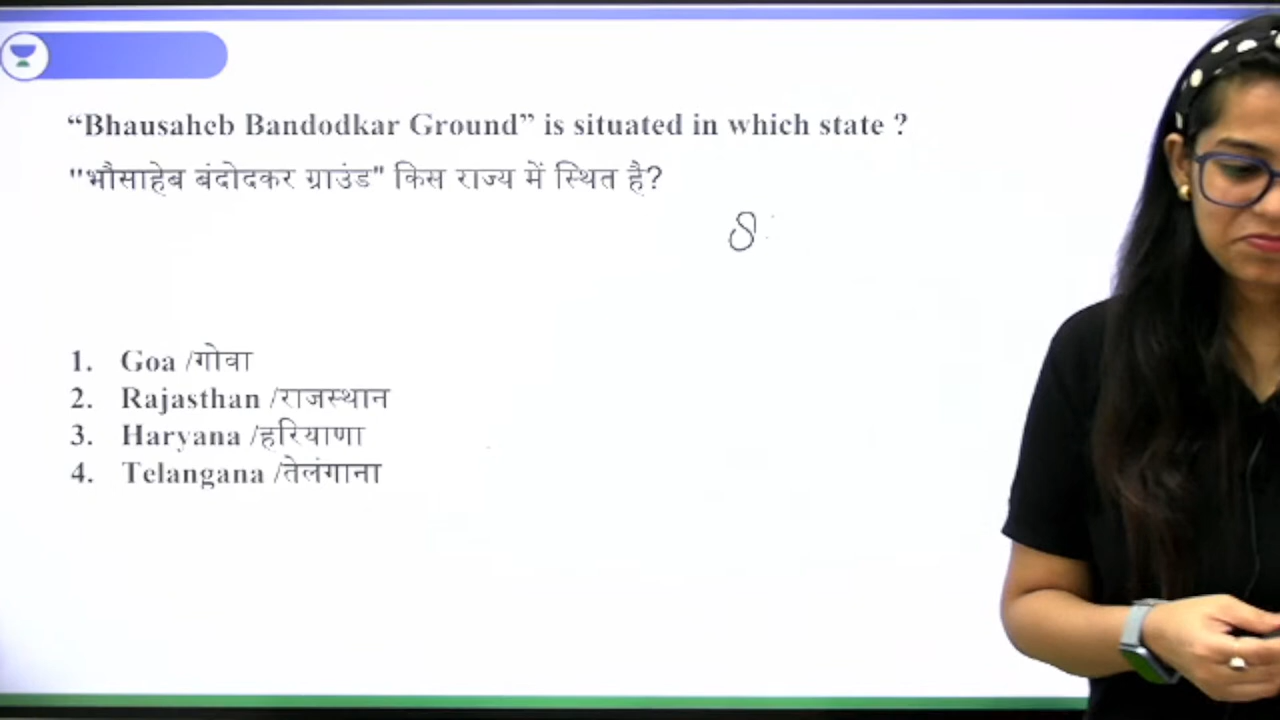 “Bhausaheb Bandodkar Ground” is situated in which state ?
"भौसाहेब बंदोदकर ग्राउंड" किस राज्य में स्थित है?
8
1. Goa /गोवा
2. Rajasthan /राजस्थान
3. Haryana /हरियाणा
4. Telangana /तेलंगाना